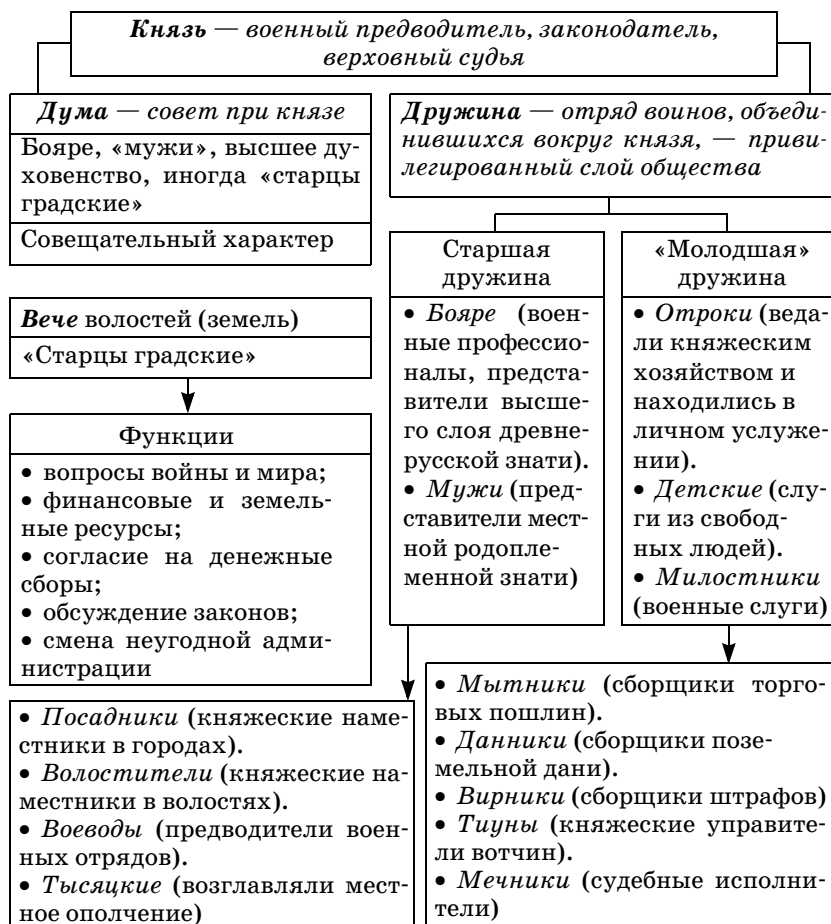 Князь — военный предводитель, законодатель,
верховный судья
Дума — совет при князе
Бояре, «мужи», высшее ду-
ховенство, иногда «старцы
градские»
Совещательный характер
Вече волостей (земель)
«Старцы градские»
Функции
• вопросы войны и мира;
• финансовые и земель-
ные ресурсы;
• согласие на денежные
сборы;
• обсуждение законов;
• смена неугодной адми-
нистрации
Дружина — отряд воинов, объеди-
нившихся вокруг князя, — приви-
легированный слой общества
Старшая
дружина
• Бояре (воен-
ные профессио-
налы, предста-
вители высше-
го слоя древне-
русской знати).
• Мужи (пред-
ставители мест-
ной родопле-
менной знати)
«Молодшая»
дружина
• Отроки (веда-
ли княжеским
хозяйством и
находились в
личном услуже-
нии).
• Детские (слу-
ги из свобод-
ных людей).
• Милостники
(военные слуги)
• Посадники (княжеские наме-
стники в городах).
• Волостители (княжеские на-
местники в волостях).
• Воеводы (предводители воен-
ных отрядов).
• Тысяцкие (возглавляли мест-
ное ополчение)
• Мытники (сборщики торго-
вых пошлин).
• Данники (сборщики позе-
мельной дани).
• Вирники (сборщики штрафов)
• Тиуны (княжеские управите-
ли вотчин).
• Мечники (судебные исполни-
тели)